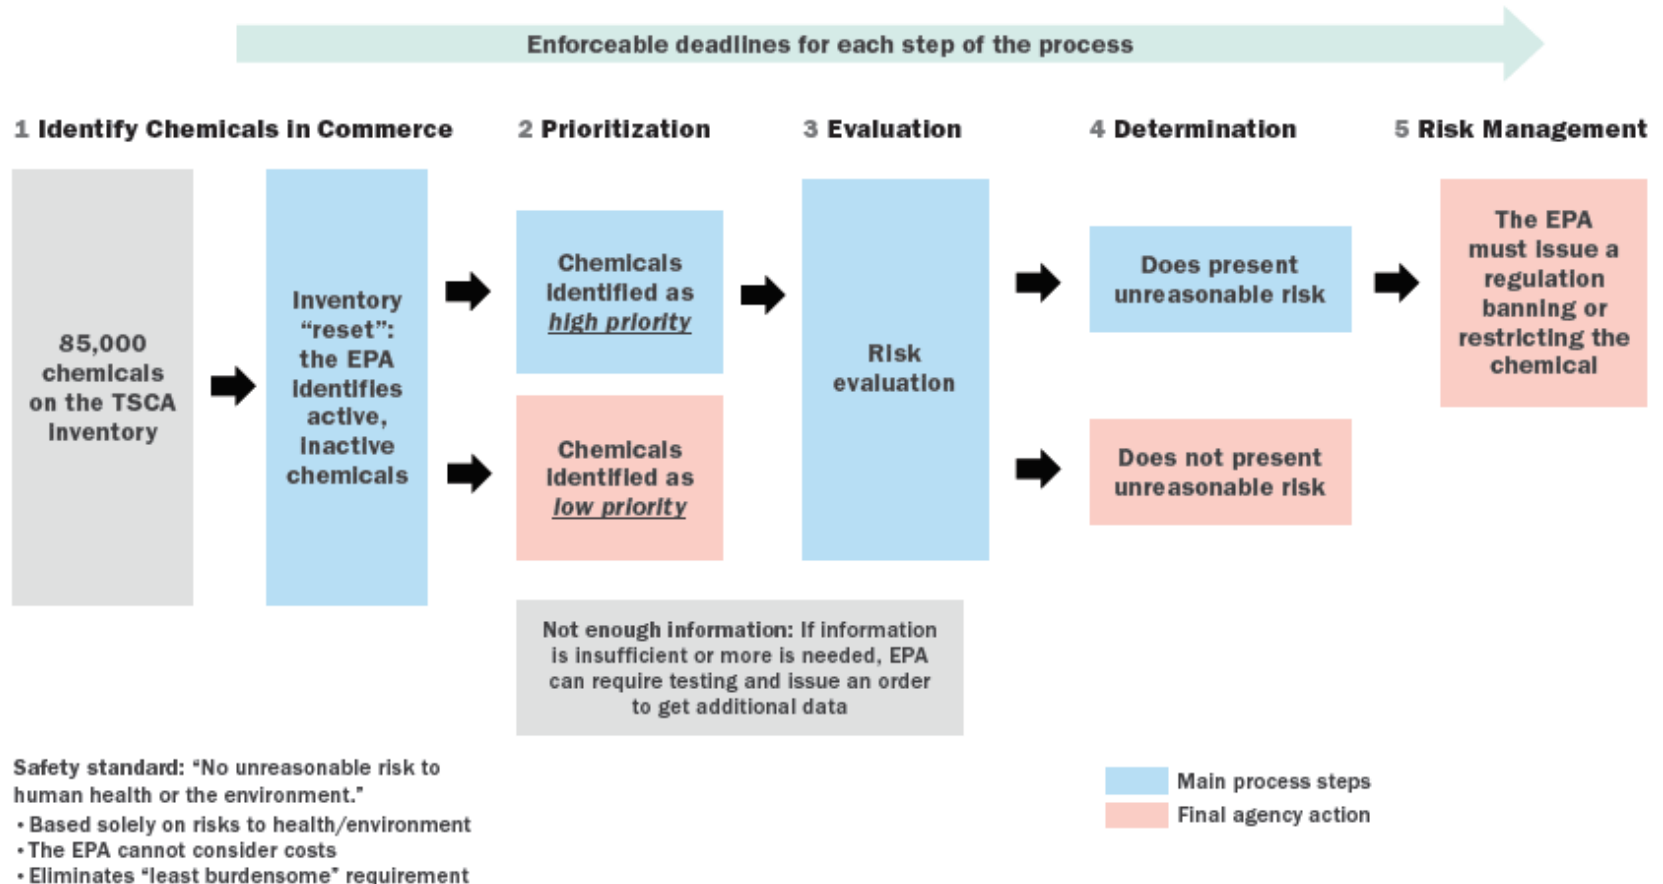 Enforceable deadlines for each step of the process
1 Identify Chemicals in Commerce
2 Prioritization
3 Evaluation
4 Determination
5 Risk Management
85,000
chemicals
on the TSCA
inventory
Inventory
“reset”:
the EPA
identifies
active,
inactive
chemicals
Chemicals
identified as
high priority
Chemicals
identified as
low priority
Not enough information: If information
is insufficient or more is needed, EPA
can require testing and issue an order
to get additional data
Risk
evaluation
Does present
unreasonable risk
Does not present
unreasonable risk
The EPA
must issue a
regulation
banning or
restricting the
chemical
Safety standard: “No unreasonable risk to
human health or the environment.”
• Based solely on risks to health/environment
• The EPA cannot consider costs
• Eliminates “least burdensome” requirement
Main process steps
Final agency action